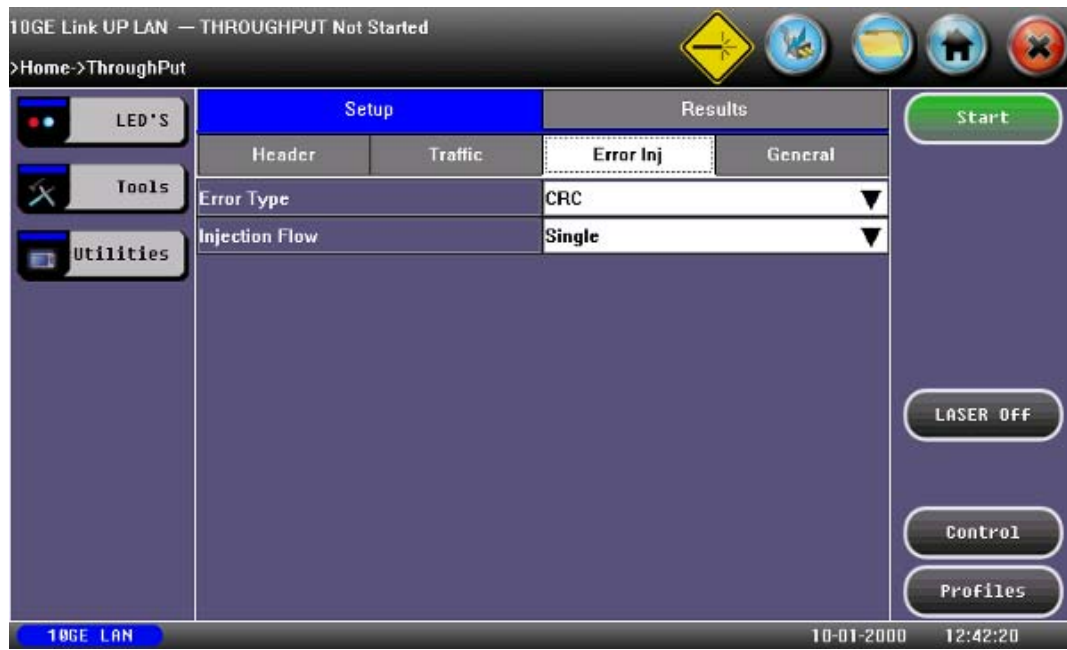 10GE Link UP LAN — THROUGHPUT Not Started
>Home->ThroughPut
LED'S
Tools
Utilities
Setup
Results
Header
Traffic
Error Inj
General
Error Type
CRC
Injection Flow
Single
Start
LASER OFF
Control
Profiles
10GE LAN
10-01-2000
12:42:20